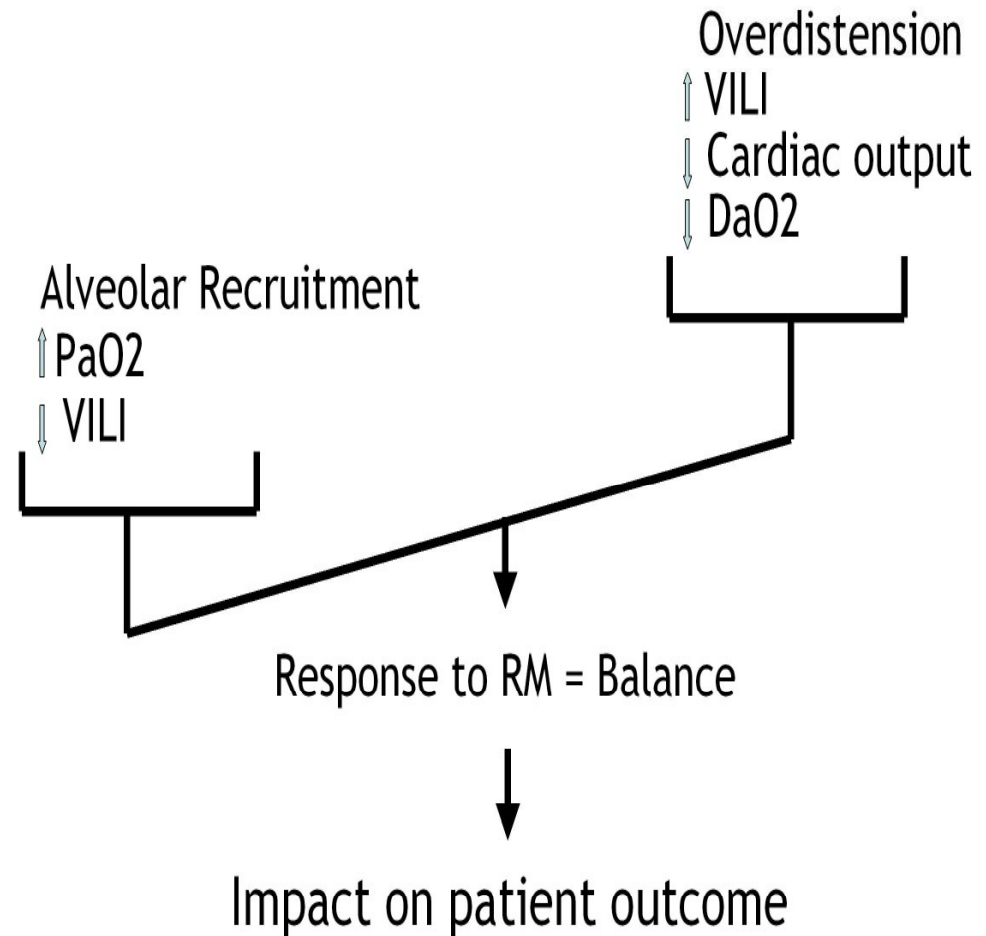 Overdistension
↑ VILI
↓ Cardiac output
↓ DaO2
Alveolar Recruitment
↑ PaO2
↓ VILI
Response to RM = Balance
Impact on patient outcome